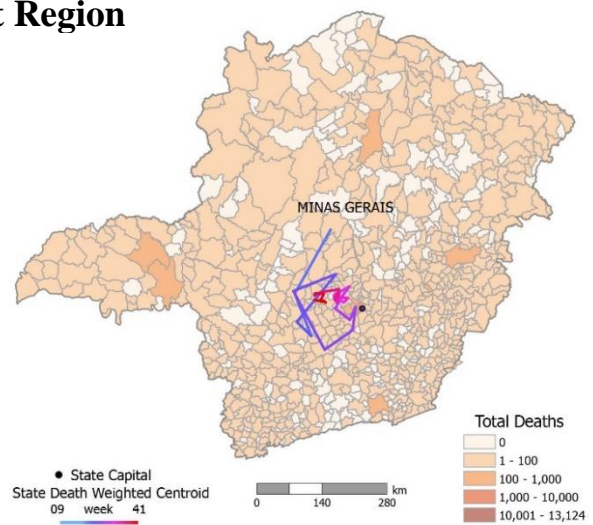 t Region
MINAS GERAIS
Total Deaths
0
1 - 100
100 - 1,000
1,000 - 10,000
10,001 - 13,124
State Capital
State Death Weighted Centroid
09 week 41
km
0 140 280